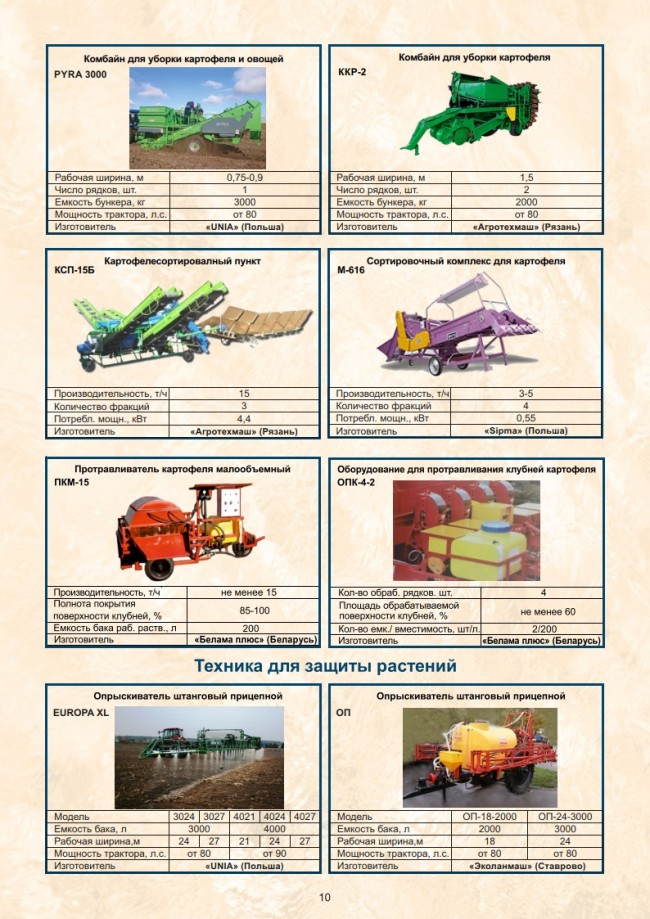 Комбайн для уборки картофеля и овощей
PYRA 3000
Рабочая ширина, м 0,75-0,9
Число рядков, шт. 1
Емкость бункера, кг 3000
Мощность трактора, л.с. от 80
Изготовитель «UNIA» (Польша)
Комбайн для уборки картофеля
ККР-2
Рабочая ширина, м 1,5
Число рядков, шт. 2
Емкость бункера, кг 2000
Мощность трактора, л.с. от 80
Изготовитель «Агротехмаш» (Рязань)
Картофелесортировалный пункт
КСП-15Б
Производительность, т/ч 15
Количество фракций 3
Потребл. мощн., кВт 4,4
Изготовитель «Агротехмаш» (Рязань)
Сортировочный комплекс для картофеля
М-616
Производительность, т/ч 3-5
Количество фракций 4
Потребл. мощн., кВт 0,55
Изготовитель «Sipma» (Польша)
Протравливатель картофеля малообъемный
ПКМ-15
Производительность, т/ч не менее 15
Полнота покрытия
поверхности клубней, % 85-100
Емкость бака раб. раств., л 200
Изготовитель «Белама плюс» (Беларусь)
Оборудование для протравливания клубней картофеля
ОПК-4-2
Кол-во обраб. рядков. шт. 4
Площадь обрабатываемой
поверхности клубней, % не менее 60
Кол-во емк./ вместимость, шт/л. 2/200
Изготовитель «Белама плюс» (Беларусь)
Техника для защиты растений
Опрыскиватель штанговый прицепной
EUROPA XL
Модель 3024 3027 4021 4024 4027
Емкость бака, л 3000 4000
Рабочая ширина,м 24 27 21 24 27
Мощность трактора, л.с. от 80 от 90
Изготовитель «UNIA» (Польша)
Опрыскиватель штанговый прицепной
ОП
Модель ОП-18-2000 ОП-24-3000
Емкость бака, л 2000 3000
Рабочая ширина, м 18 24
Мощность трактора, л.с. от 80 от 80
Изготовитель «Эколанмаш» (Ставрово)
10